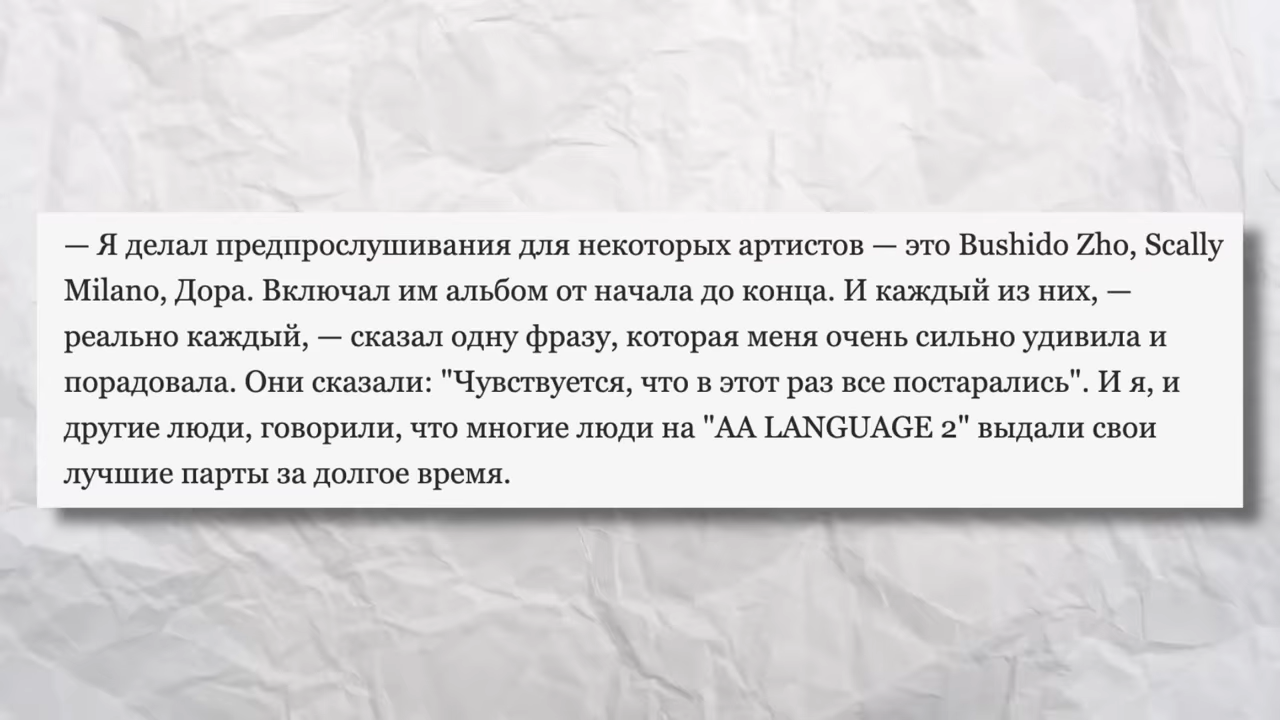 — Я делал предпрослушивания для некоторых артистов — это Bushido Zho, Scally
Milano, Дора. Включал им альбом от начала до конца. И каждый из них, —
реально каждый, — сказал одну фразу, которая меня очень сильно удивила и
порадовала. Они сказали: "Чувствуется, что в этот раз все постарались". И я, и
другие люди, говорили, что многие люди на "AA LANGUAGE 2" выдали свои
лучшие парты за долгое время.